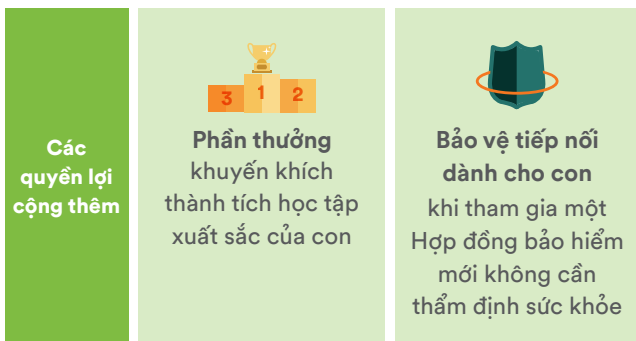 Các
quyền lợi
cộng thêm
3 1 2
Phần thưởng
khuyến khích
thành tích học tập
xuất sắc của con
Bảo vệ tiếp nối
dành cho con
khi tham gia một
Hợp đồng bảo hiểm
mới không cần
thẩm định sức khỏe